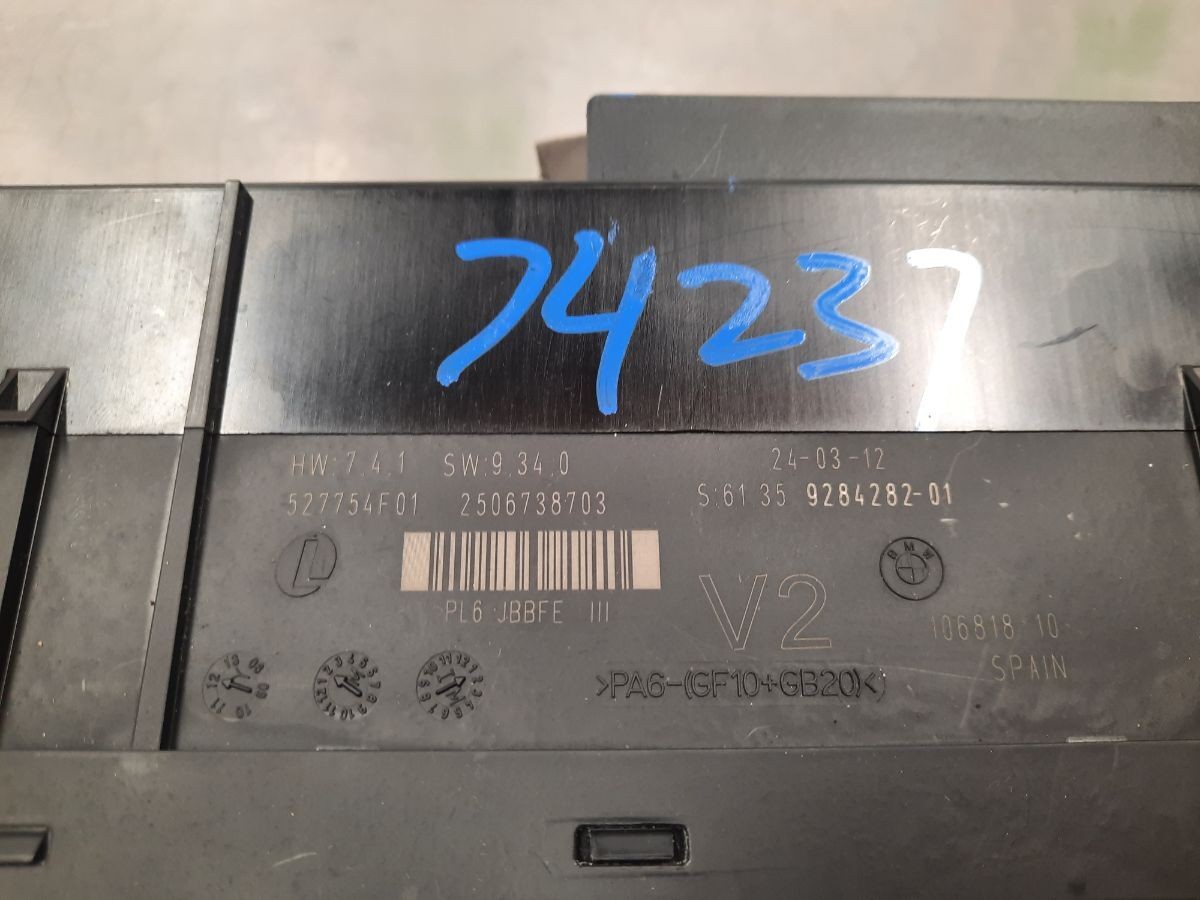 74237
HW:7.4.1 SW:9.34.0 24-03-12
527754F01 2506738703 S:61 35 9284282-01
BMW
PL6 JBBFE III
V2
106818 10
SPAIN
>PA6-(GF10+GB20)<